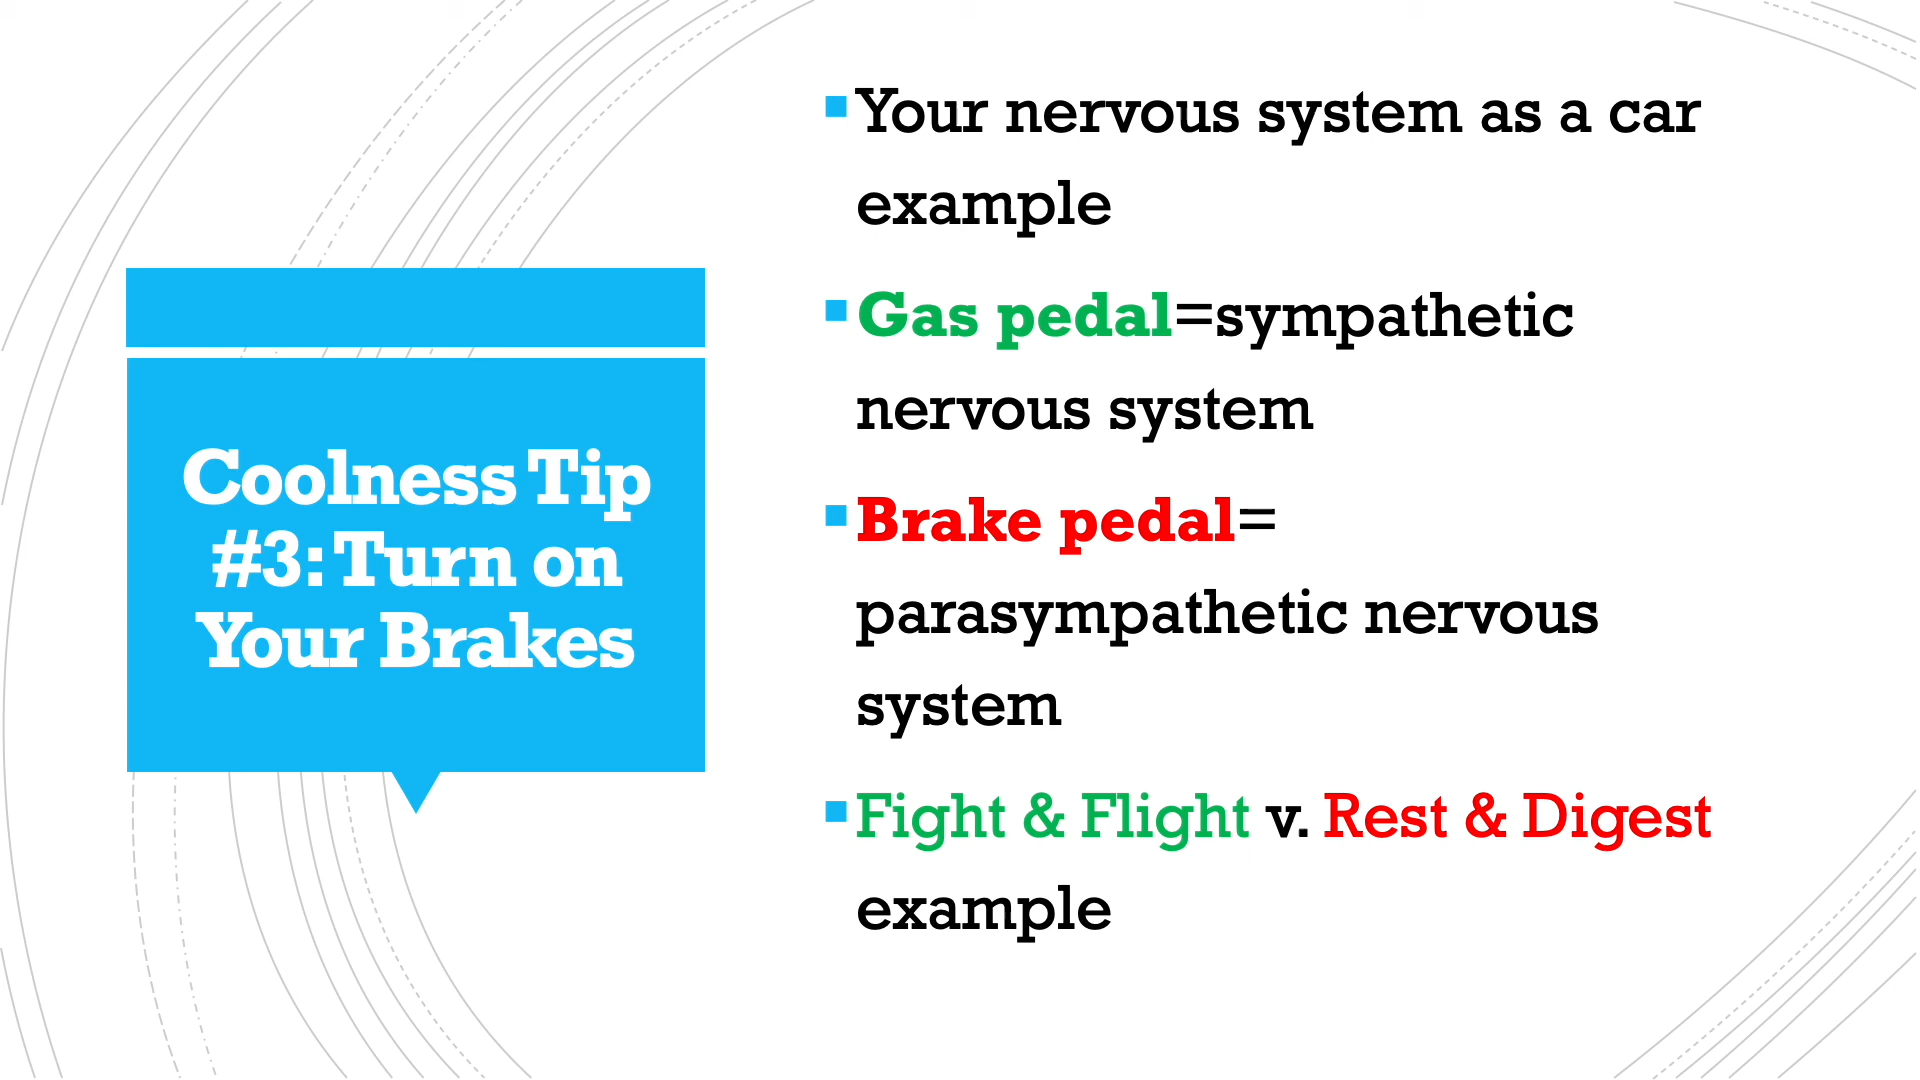 Coolness Tip
#3: Turn on
Your Brakes
Your nervous system as a car
example
Gas pedal=sympathetic
nervous system
Brake pedal=
parasympathetic nervous
system
Fight & Flight v. Rest & Digest
example